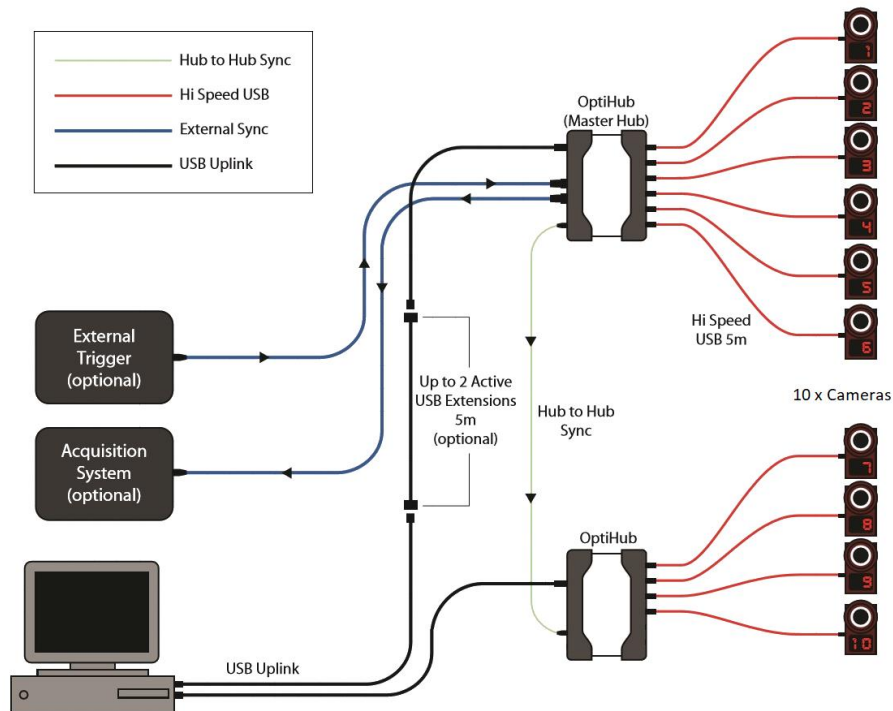 Hub to Hub Sync
Hi Speed USB
External Sync
USB Uplink
OptiHub
(Master Hub)
1
2
3
4
5
6
External
Trigger
(optional)
Up to 2 Active
USB Extensions
5m
(optional)
Hi Speed
USB 5m
10 x Cameras
Hub to Hub
Sync
Acquisition
System
(optional)
OptiHub
7
8
9
10
USB Uplink